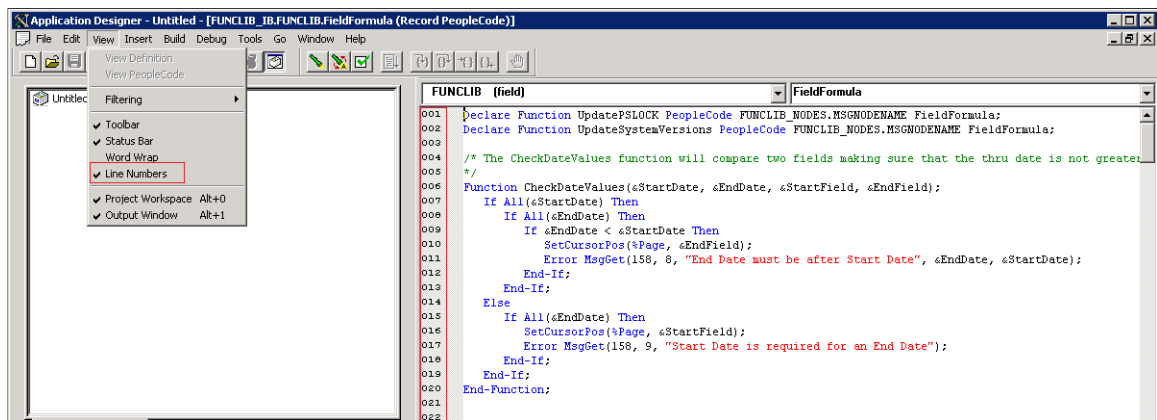 Application Designer - Untitled - [FUNCLIB_IB.FUNCLIB.FieldFormula (Record PeopleCode)]
File Edit View Insert Build Debug Tools Go Window Help
View Definition
View PeopleCode
Filtering
Toolbar
Status Bar
Word Wrap
Line Numbers
Project Workspace Alt+0
Output Window Alt+1
Untitled
FUNCLIB (field)
FieldFormula
001 Declare Function UpdatePSLOCK PeopleCode FUNCLIB_NODES.MSGNODENAME FieldFormula;
002 Declare Function UpdateSystemVersions PeopleCode FUNCLIB_NODES.MSGNODENAME FieldFormula;
003
004 /* The CheckDateValues function will compare two fields making sure that the thru date is not greater
005 */
006 Function CheckDateValues(&StartDate, &EndDate, &StartField, &EndField);
007 If All(&StartDate) Then
008 If All(&EndDate) Then
009 If &EndDate < &StartDate Then
010 SetCursorPos(%Page, &EndField);
011 Error MsgGet(158, 8, "End Date must be after Start Date", &EndDate, &StartDate);
012 End-If;
013 End-If;
014 Else
015 If All(&EndDate) Then
016 SetCursorPos(%Page, &StartField);
017 Error MsgGet(158, 9, "Start Date is required for an End Date");
018 End-If;
019 End-If;
020 End-Function;
021
022